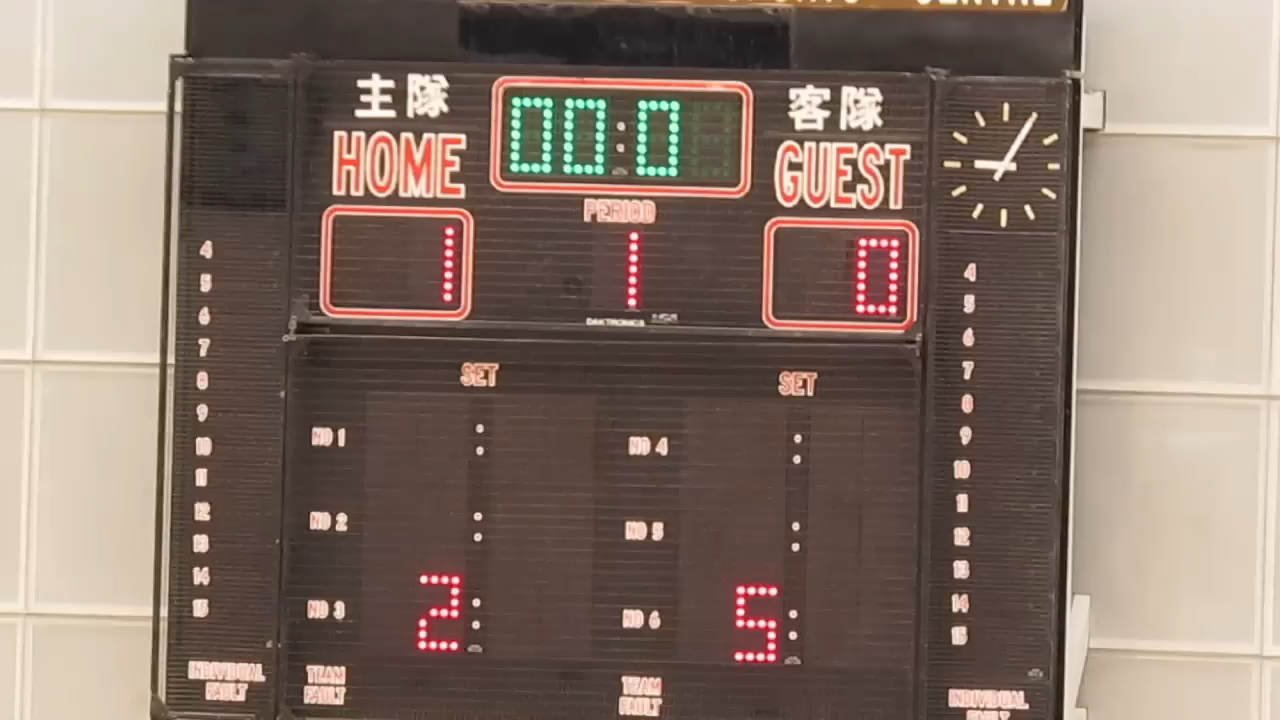 CENTRE
主隊
00:0
客隊
HOME
GUEST
PERIOD
1
1
0
DAKTRONICS
4
5
6
7
8
9
10
11
12
13
14
15
SET
SET
NO 1
NO 4
NO 2
NO 5
NO 3
2
NO 6
5
4
5
6
7
8
9
10
11
12
13
14
15
INDIVIDUAL
FAULT
TEAM
FAULT
TEAM
FAULT
INDIVIDUAL
FAULT